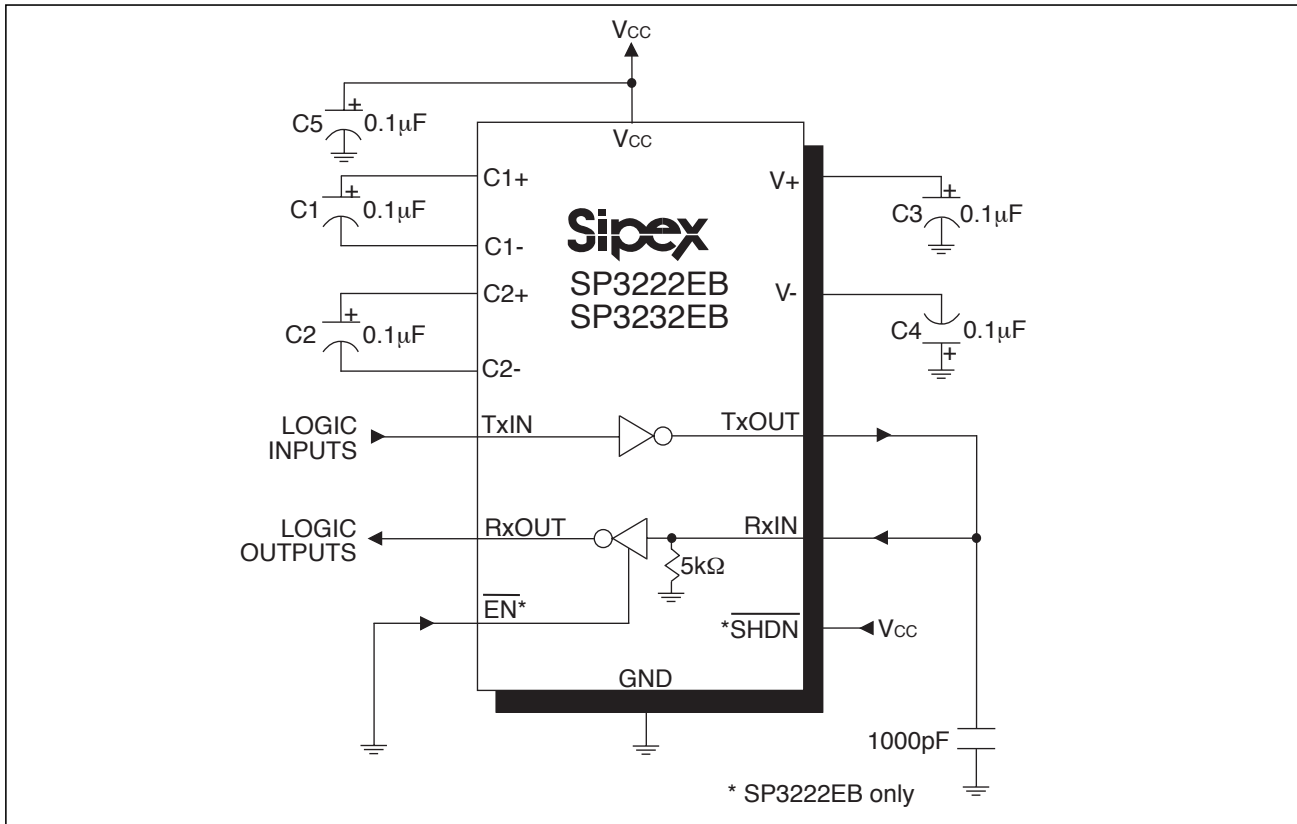 VCC
C5
+
0.1µF
VCC
C1+
V+
C1
+
0.1µF
C3
+
0.1µF
C1-
Sipex
SP3222EB
SP3232EB
C2+
V-
C2
+
0.1µF
C4
+
0.1µF
C2-
LOGIC
INPUTS
TxIN
TxOUT
LOGIC
OUTPUTS
RxOUT
RxIN
5kΩ
EN*
*SHDN
VCC
GND
1000pF
* SP3222EB only